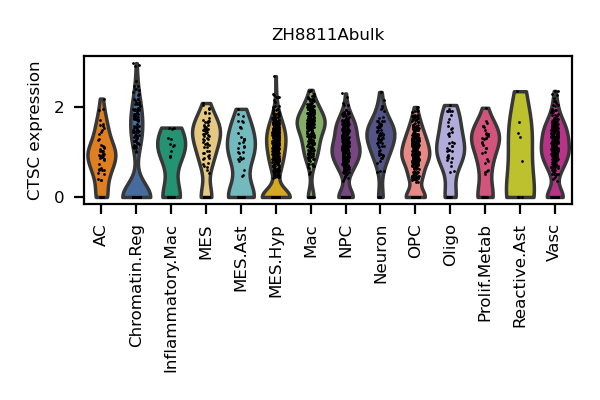 ZH8811Abulk
CTSC expression
2
0
AC
Chromatin.Reg
Inflammatory.Mac
MES
MES.Ast
MES.Hyp
Mac
NPC
Neuron
OPC
Oligo
Prolif.Metab
Reactive.Ast
Vasc